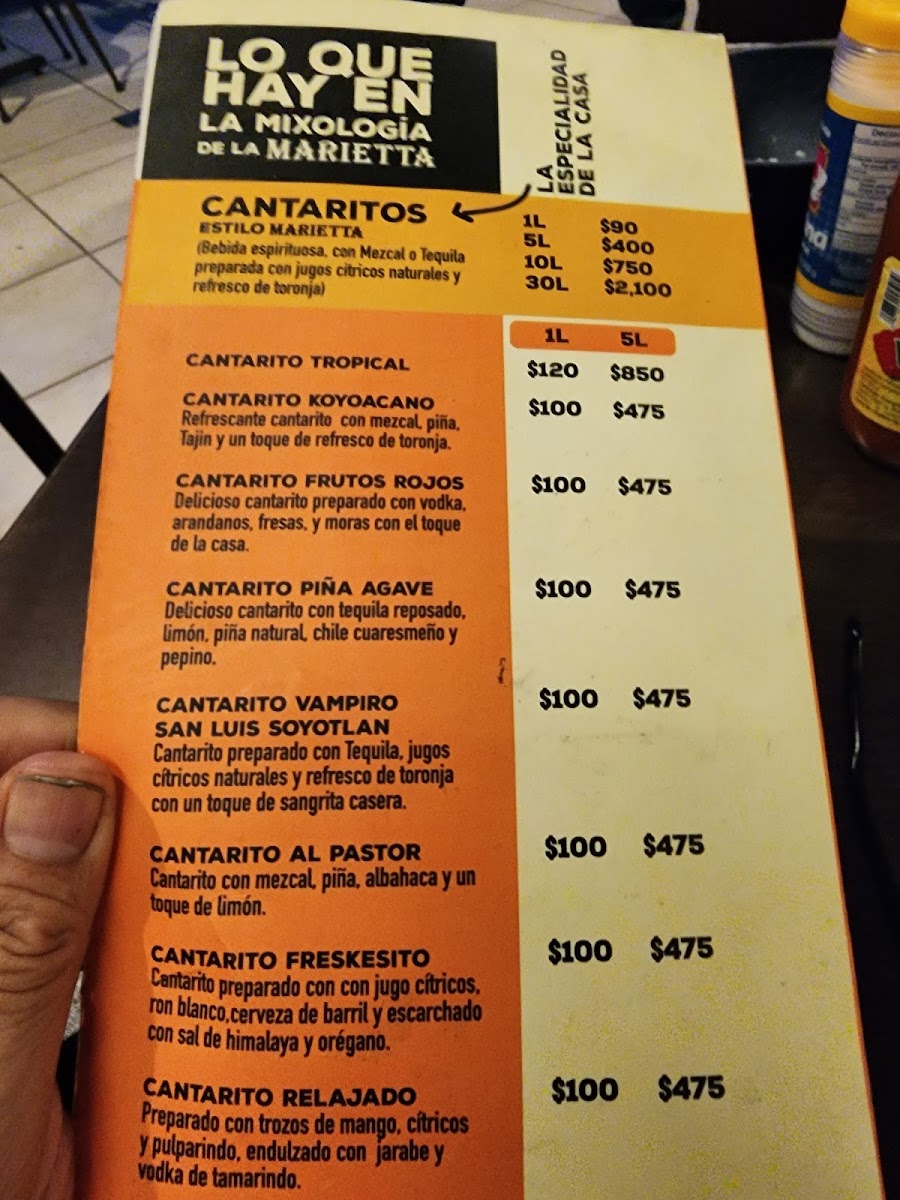 LO QUE
HAY EN
LA MIXOLOGÍA
DE LA MARIETTA
LA
ESPECIALIDAD
DE LA CASA
CANTARITOS
ESTILO MARIETTA
(Bebida espirituosa, con Mezcal o Tequila
preparada con jugos cítricos naturales y
refresco de toronja)
1L $90
5L $400
10L $750
30L $2,100
1L 5L
CANTARITO TROPICAL $120 $850
CANTARITO KOYOACANO $100 $475
Refrescante cantarito con mezcal, piña,
Tajin y un toque de refresco de toronja.
CANTARITO FRUTOS ROJOS $100 $475
Delicioso cantarito preparado con vodka,
arandanos, fresas, y moras con el toque
de la casa.
CANTARITO PIÑA AGAVE $100 $475
Delicioso cantarito con tequila reposado,
limón, piña natural, chile cuaresmeño y
pepino.
CANTARITO VAMPIRO $100 $475
SAN LUIS SOYOTLAN
Cantarito preparado con Tequila, jugos
cítricos naturales y refresco de toronja
con un toque de sangrita casera.
CANTARITO AL PASTOR $100 $475
Cantarito con mezcal, piña, albahaca y un
toque de limón.
CANTARITO FRESKESITO $100 $475
Cantarito preparado con con jugo cítricos,
ron blanco,cerveza de barril y escarchado
con sal de himalaya y orégano.
CANTARITO RELAJADO $100 $475
Preparado con trozos de mango, cítricos
y pulparindo, endulzado con jarabe y
vodka de tamarindo.